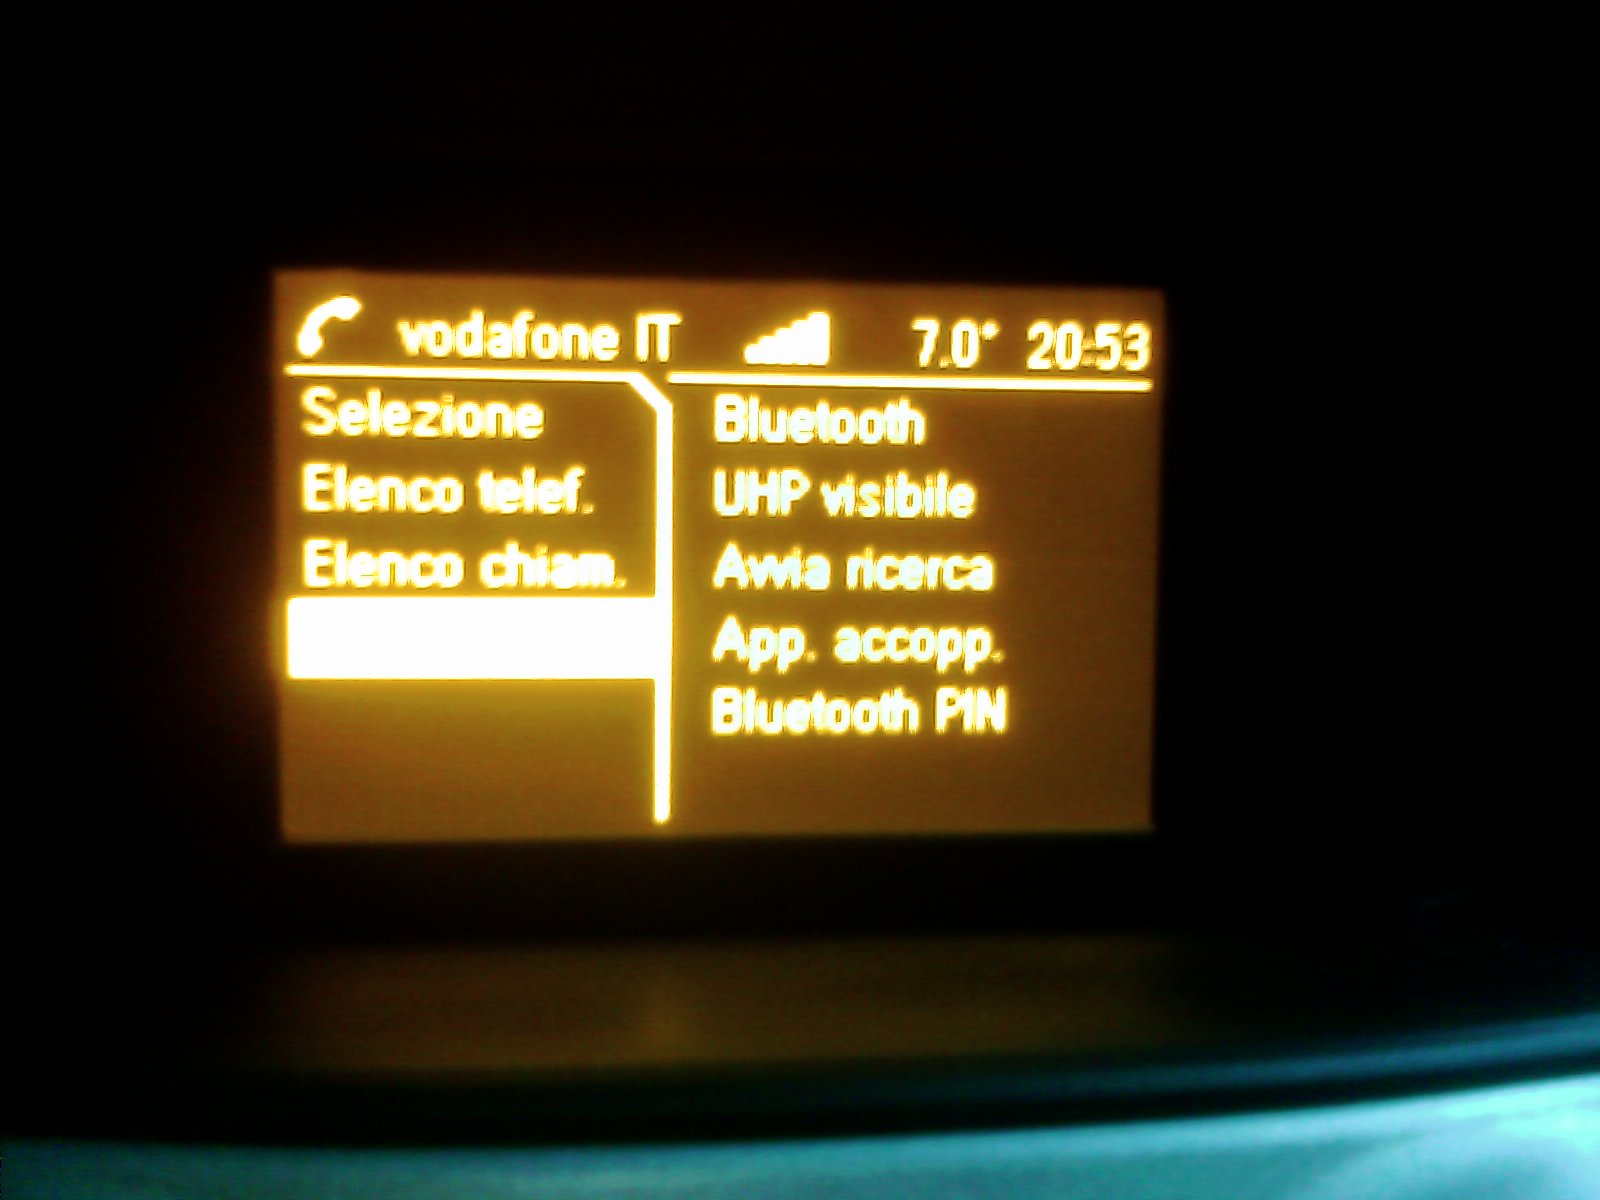 vodafone IT 7.0° 20:53
Selezione
Elenco telef.
Elenco chiam.
Bluetooth
UHP visibile
Avvia ricerca
App. accopp.
Bluetooth PIN